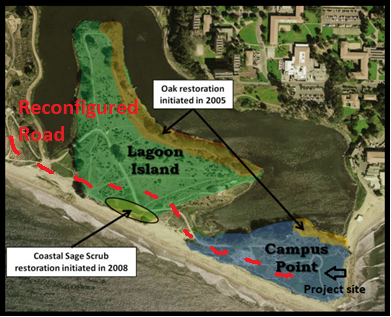 Oak restoration
initiated in 2005
Reconfigured
Road
Lagoon
Island
Coastal Sage Scrub
restoration initiated in 2008
Campus
Point
Project site